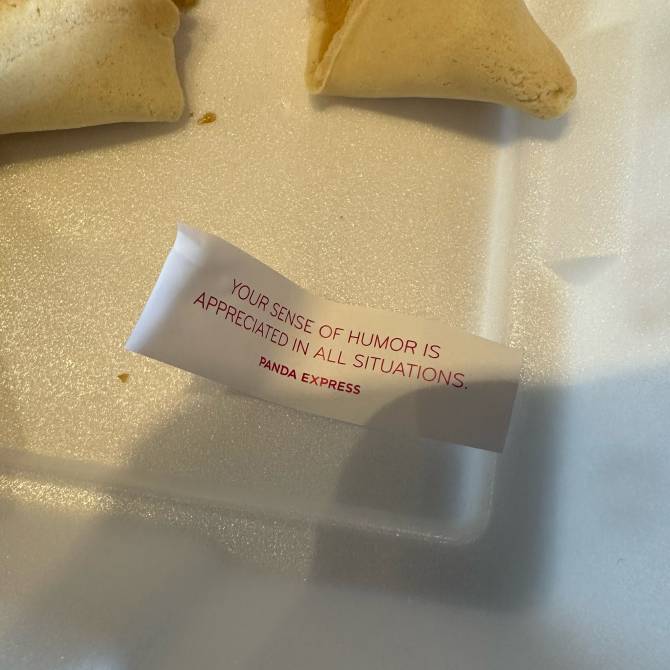 YOUR SENSE OF HUMOR IS
APPRECIATED IN ALL SITUATIONS.
PANDA EXPRESS